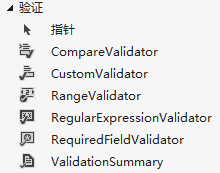 验证
指针
CompareValidator
CustomValidator
RangeValidator
RegularExpressionValidator
RequiredFieldValidator
ValidationSummary